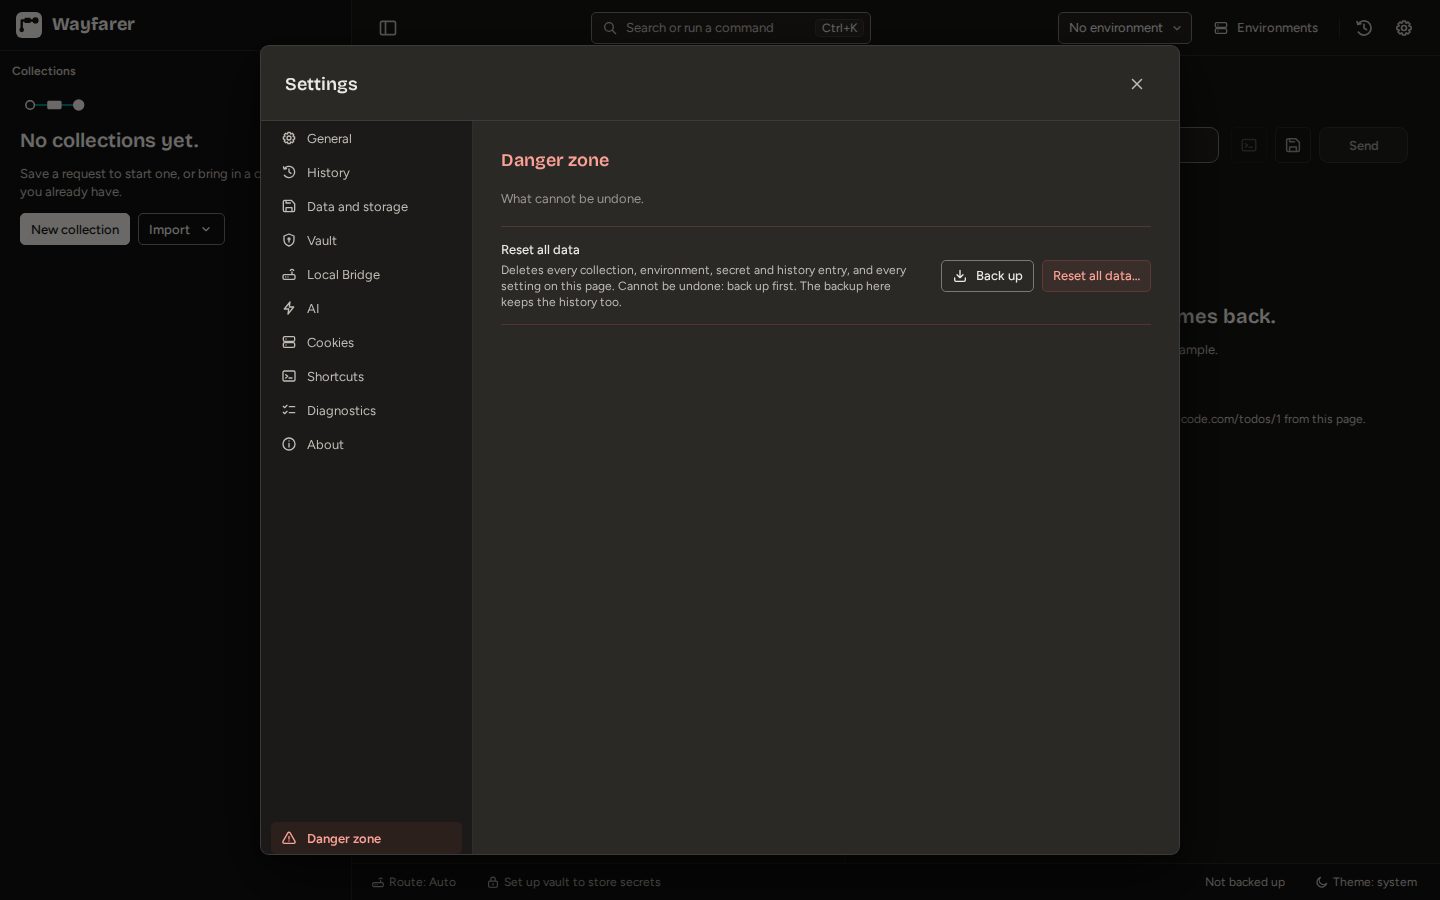 Wayfarer
Search or run a command
Ctrl+K
No environment
Environments
Collections
No collections yet.
Save a request to start one, or bring in a c
you already have.
New collection
Import
Send
mes back.
ample.
code.com/todos/1 from this page.
Settings
General
History
Data and storage
Vault
Local Bridge
AI
Cookies
Shortcuts
Diagnostics
About
Danger zone
Danger zone
What cannot be undone.
Reset all data
Deletes every collection, environment, secret and history entry, and every
setting on this page. Cannot be undone: back up first. The backup here
keeps the history too.
Back up
Reset all data...
Route: Auto
Set up vault to store secrets
Not backed up
Theme: system